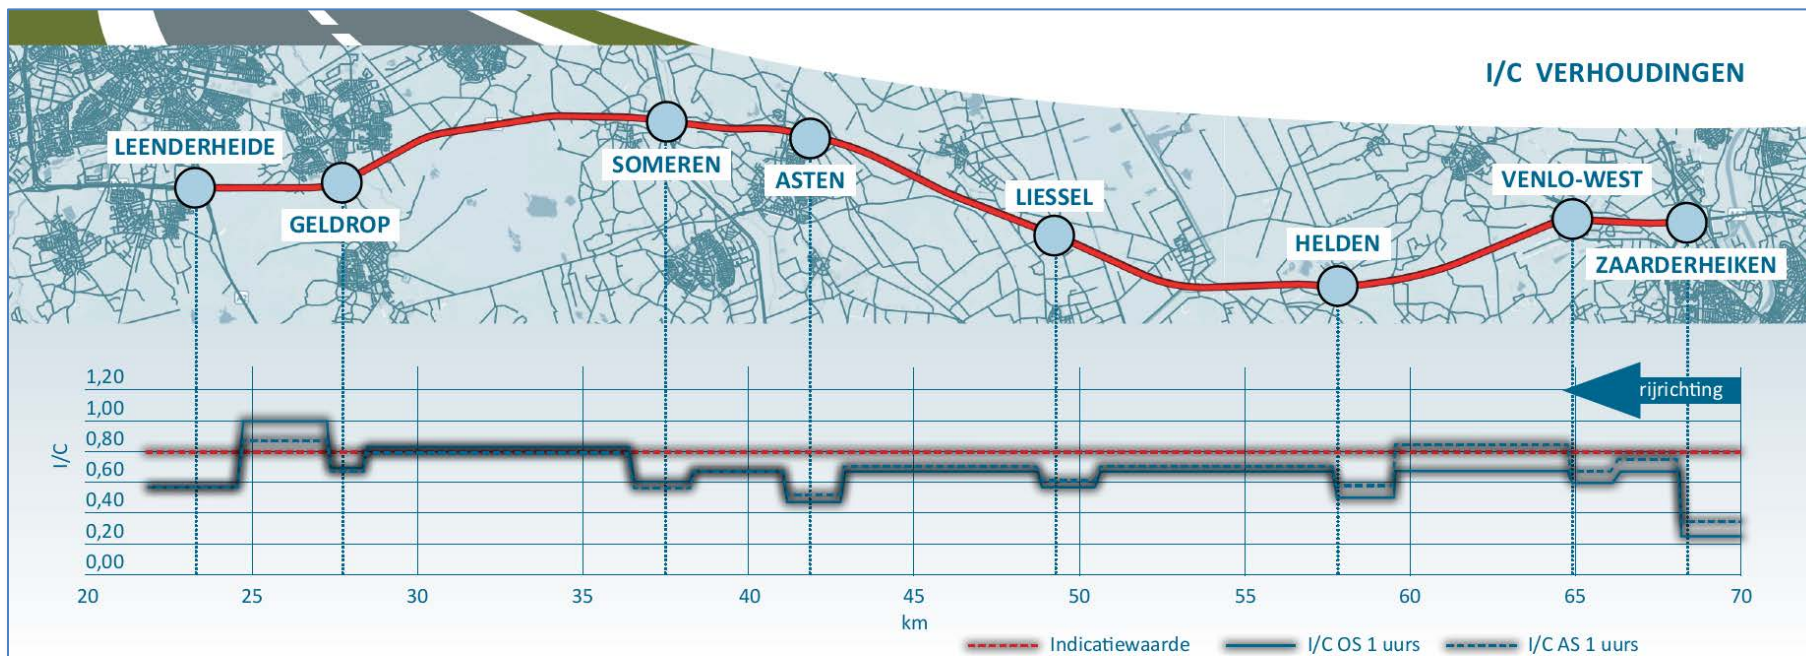 I/C VERHOUDINGEN
LEENDERHEIDE
GELDROP
SOMEREN
ASTEN
LIESSEL
HELDEN
VENLO-WEST
ZAARDERHEIKEN
rijrichting
1,20
1,00
0,80
0,60
0,40
0,20
0,00
I/C
20 25 30 35 40 45 50 55 60 65 70
km
Indicatiewaarde I/C OS 1 uurs I/C AS 1 uurs